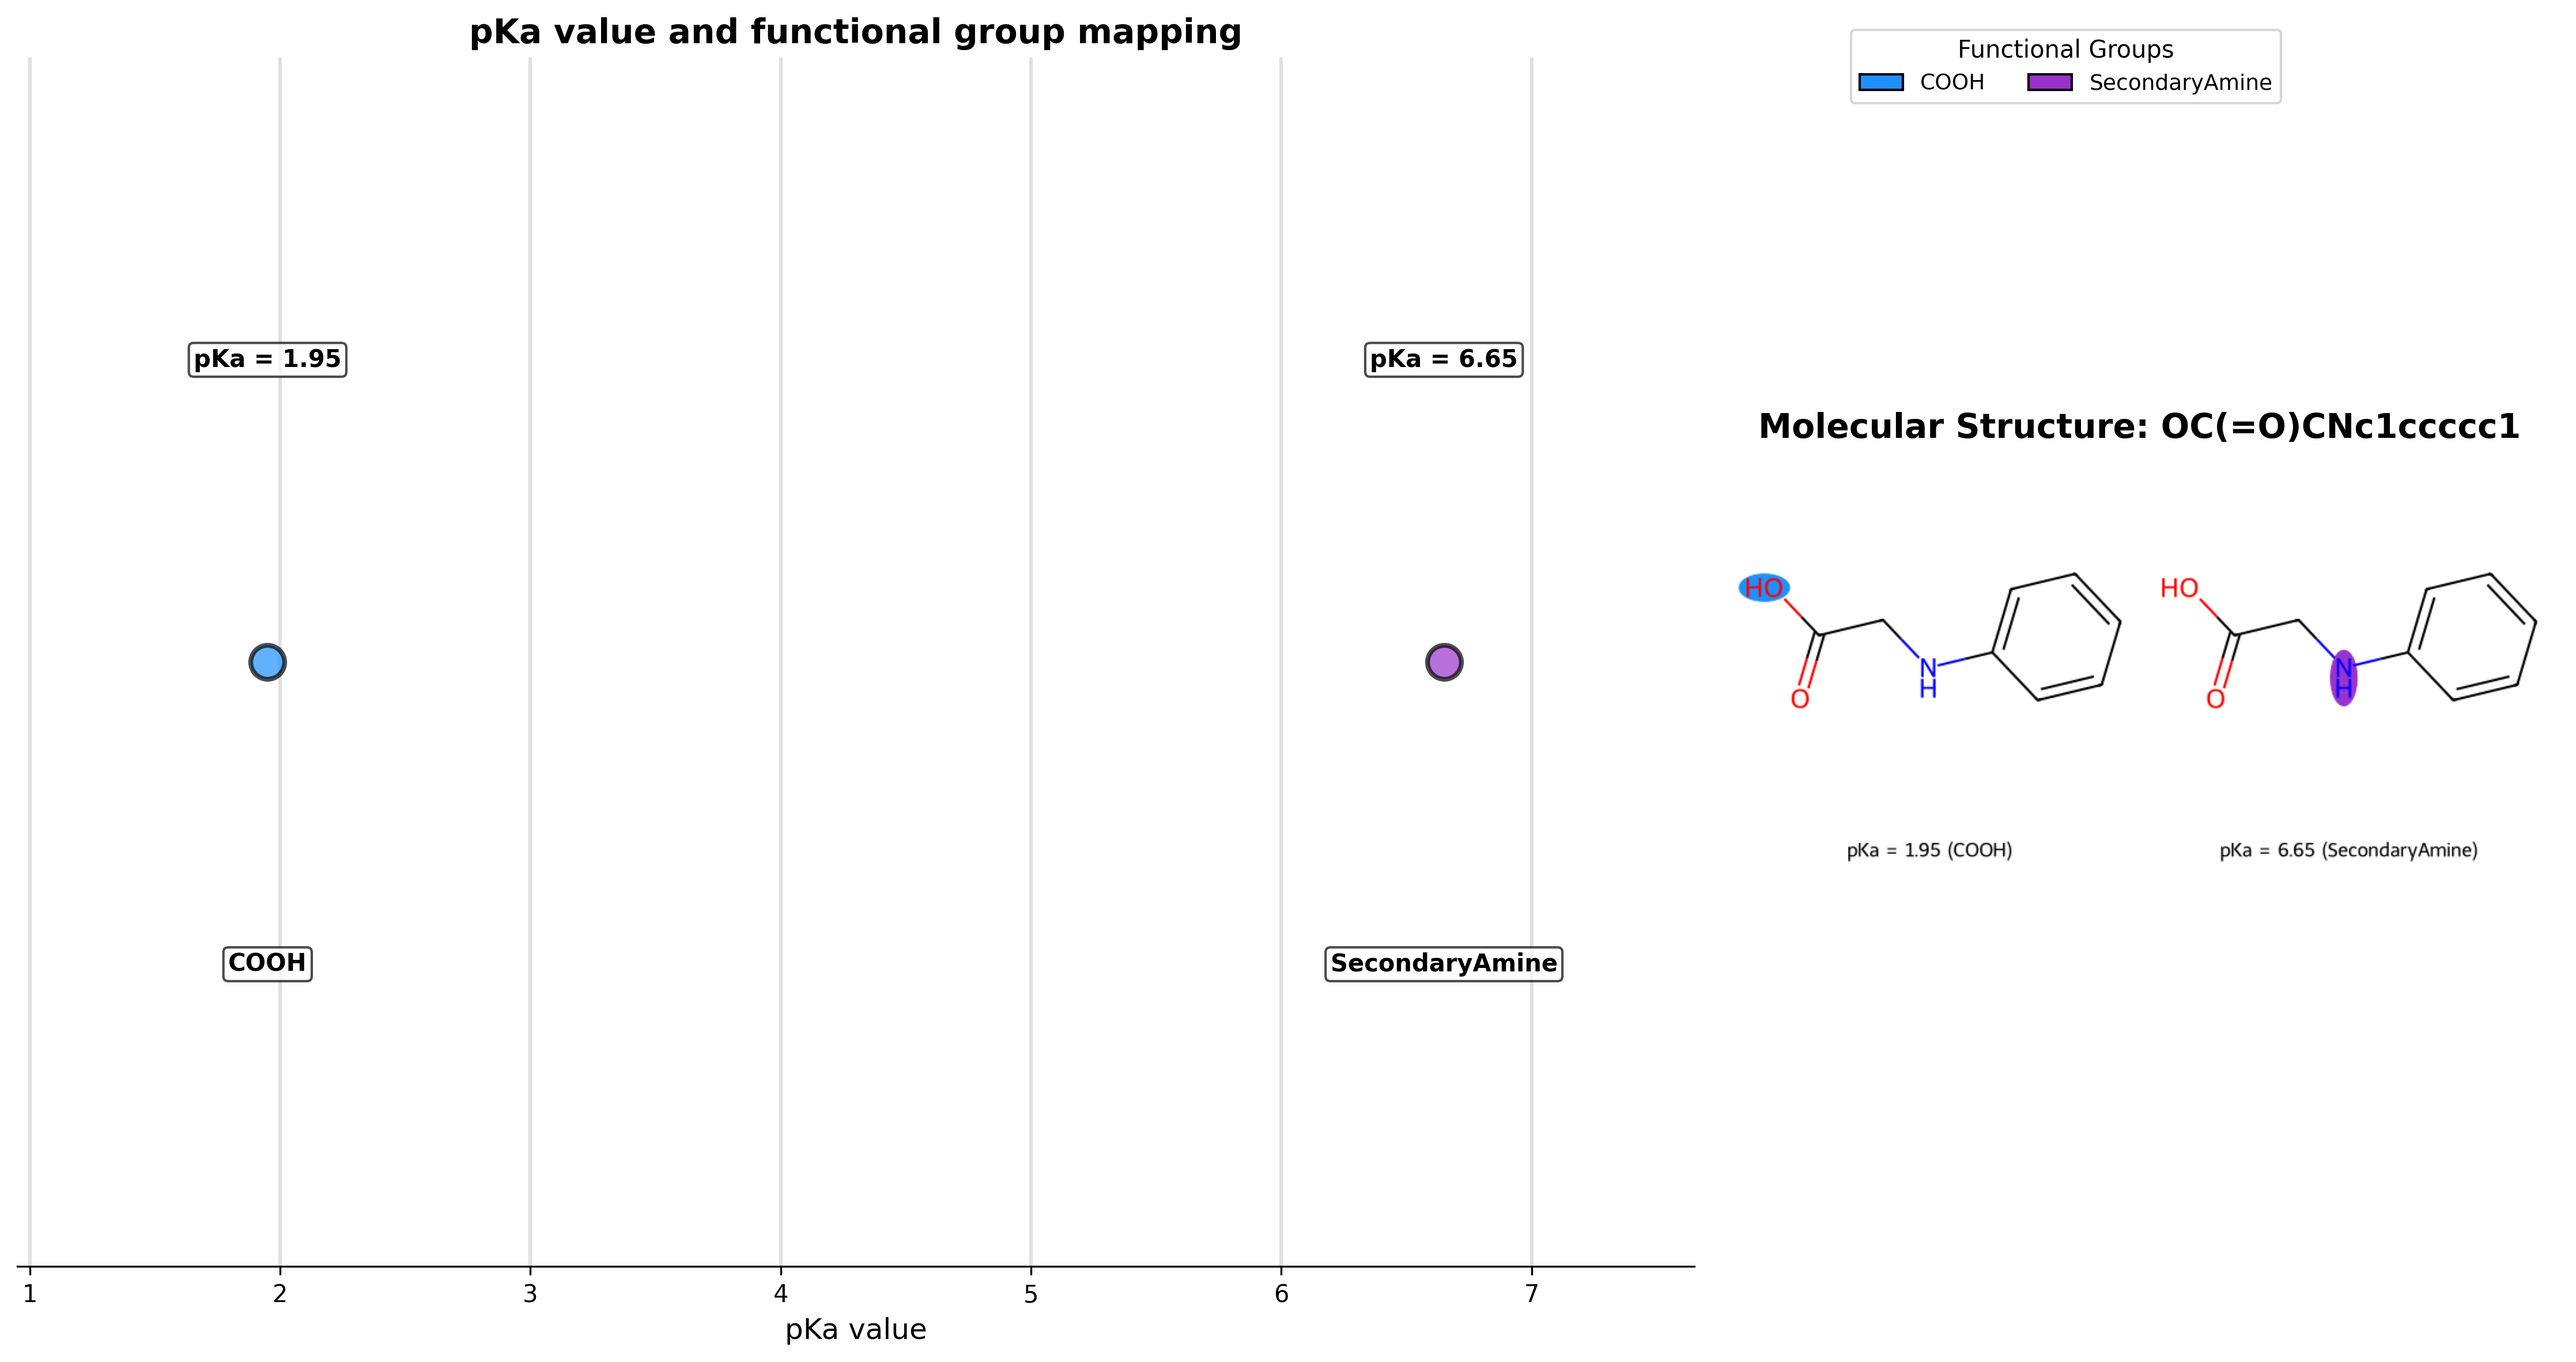 pKa value and functional group mapping
pKa = 1.95
pKa = 6.65
COOH
SecondaryAmine
1 2 3 4 5 6 7
pKa value
Functional Groups
COOH SecondaryAmine
Molecular Structure: OC(=O)CNc1ccccc1
HO
O
N
H
HO
O
N
H
pKa = 1.95 (COOH)
pKa = 6.65 (SecondaryAmine)